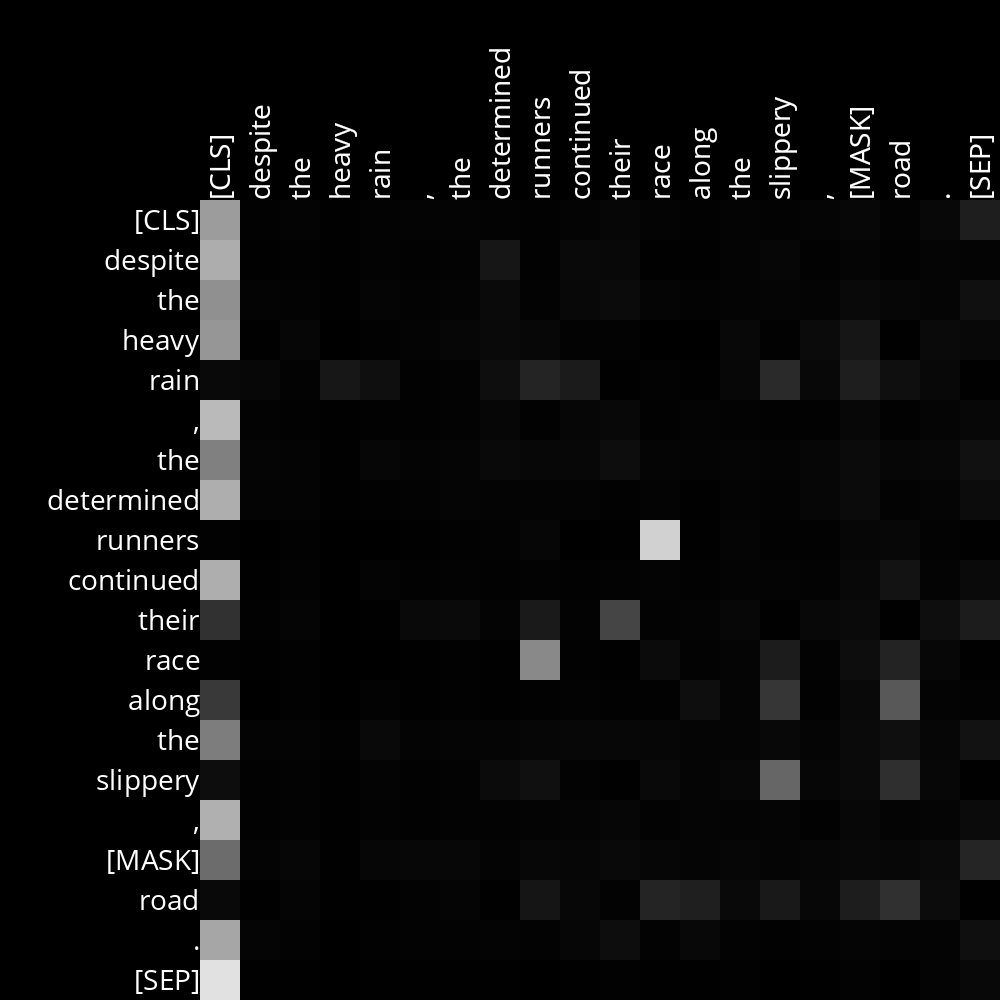 [CLS] despite the heavy rain , the determined runners continued their race along the slippery , [MASK] road . [SEP]
[CLS]
despite
the
heavy
rain
,
the
determined
runners
continued
their
race
along
the
slippery
,
[MASK]
road
.
[SEP]